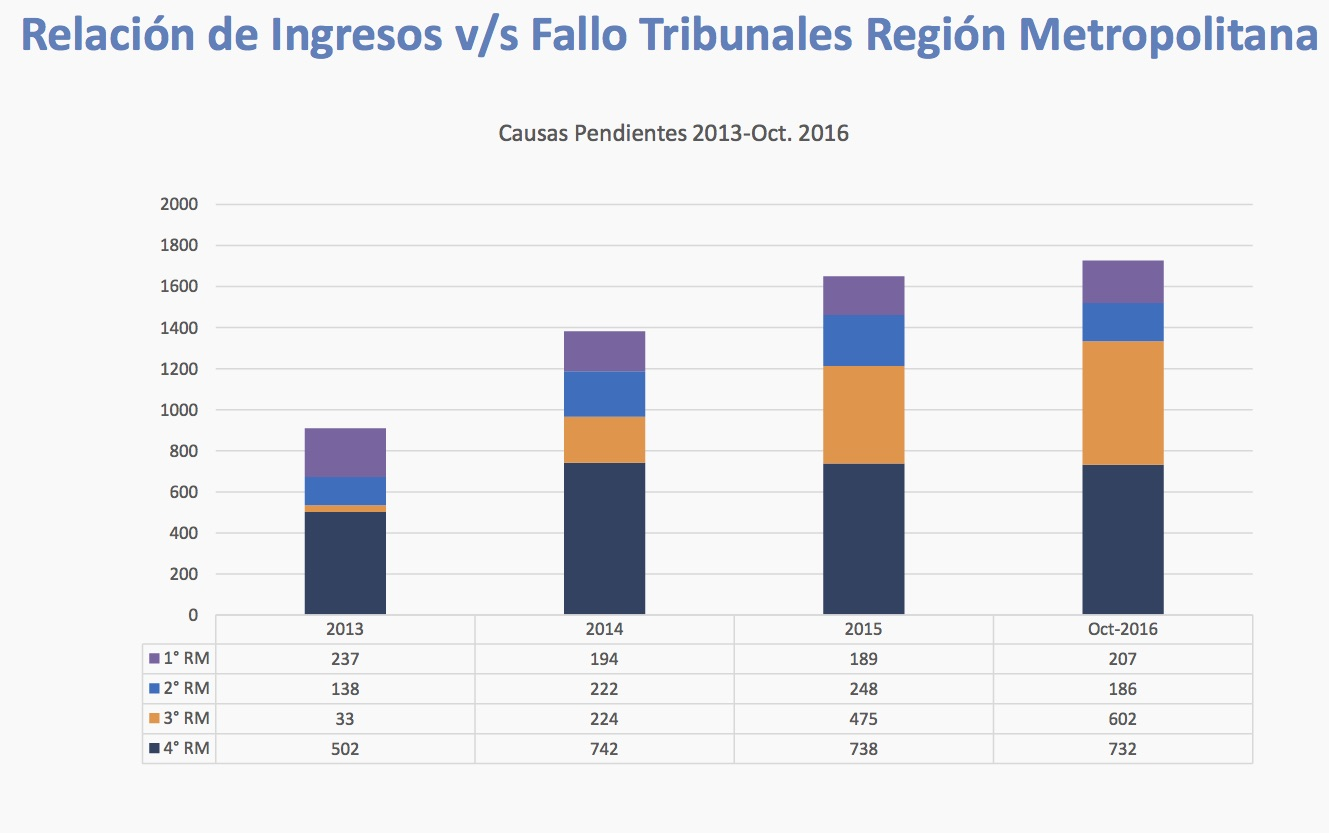 Relación de Ingresos v/s Fallo Tribunales Región Metropolitana
Causas Pendientes 2013-Oct. 2016
2000
1800
1600
1400
1200
1000
800
600
400
200
0
2013 2014 2015 Oct-2016
1° RM 237 194 189 207
2° RM 138 222 248 186
3° RM 33 224 475 602
4° RM 502 742 738 732